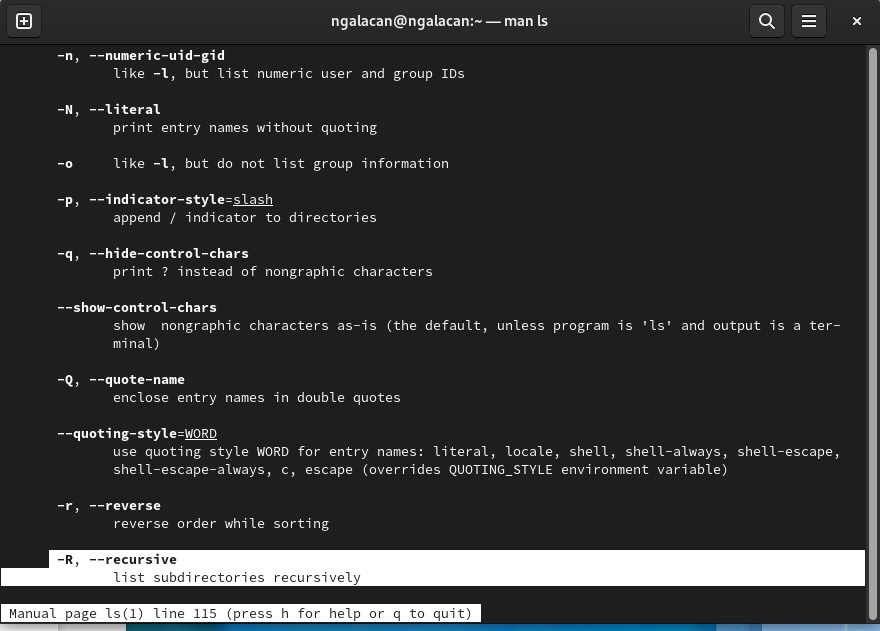 ngalacan@ngalacan:~ — man ls
-n, --numeric-uid-gid
like -l, but list numeric user and group IDs
-N, --literal
print entry names without quoting
-o     like -l, but do not list group information
-p, --indicator-style=slash
append / indicator to directories
-q, --hide-control-chars
print ? instead of nongraphic characters
--show-control-chars
show  nongraphic characters as-is (the default, unless program is 'ls' and output is a ter-
minal)
-Q, --quote-name
enclose entry names in double quotes
--quoting-style=WORD
use quoting style WORD for entry names: literal, locale, shell, shell-always, shell-escape,
shell-escape-always, c, escape (overrides QUOTING_STYLE environment variable)
-r, --reverse
reverse order while sorting
-R, --recursive
list subdirectories recursively
Manual page ls(1) line 115 (press h for help or q to quit)